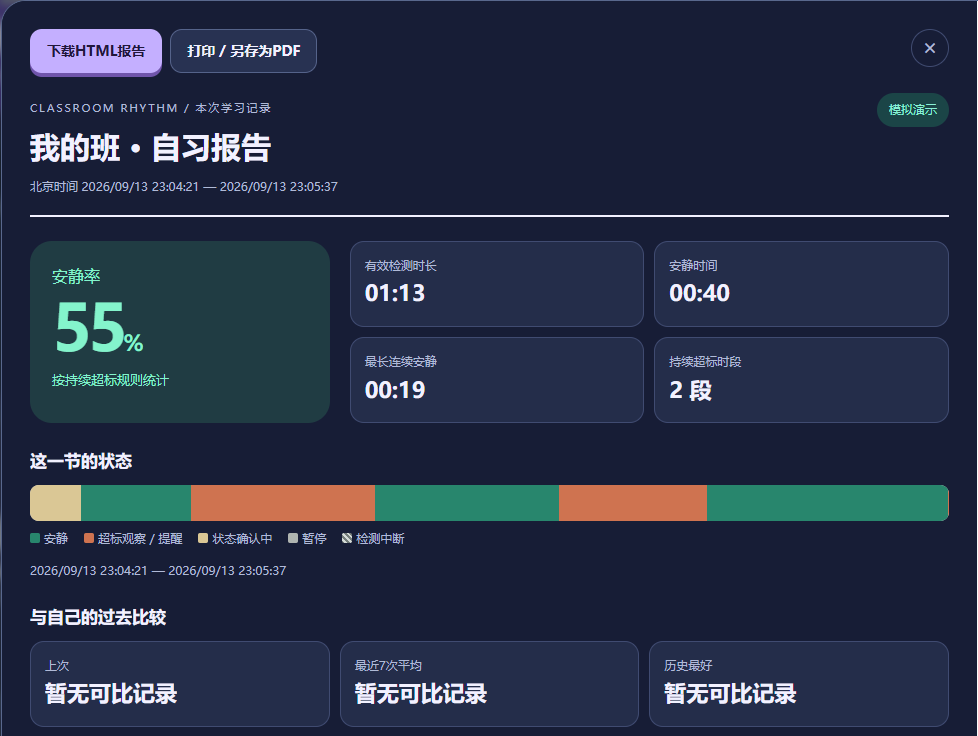 下载HTML报告
打印 / 另存为PDF
×
CLASSROOM RHYTHM / 本次学习记录
模拟演示
我的班 · 自习报告
北京时间 2026/09/13 23:04:21 — 2026/09/13 23:05:37
安静率
55%
按持续超标规则统计
有效检测时长
01:13
安静时间
00:40
最长连续安静
00:19
持续超标时段
2 段
这一节的状态
安静 超标观察 / 提醒 状态确认中 暂停 检测中断
2026/09/13 23:04:21 — 2026/09/13 23:05:37
与自己的过去比较
上次
暂无可比记录
最近7次平均
暂无可比记录
历史最好
暂无可比记录